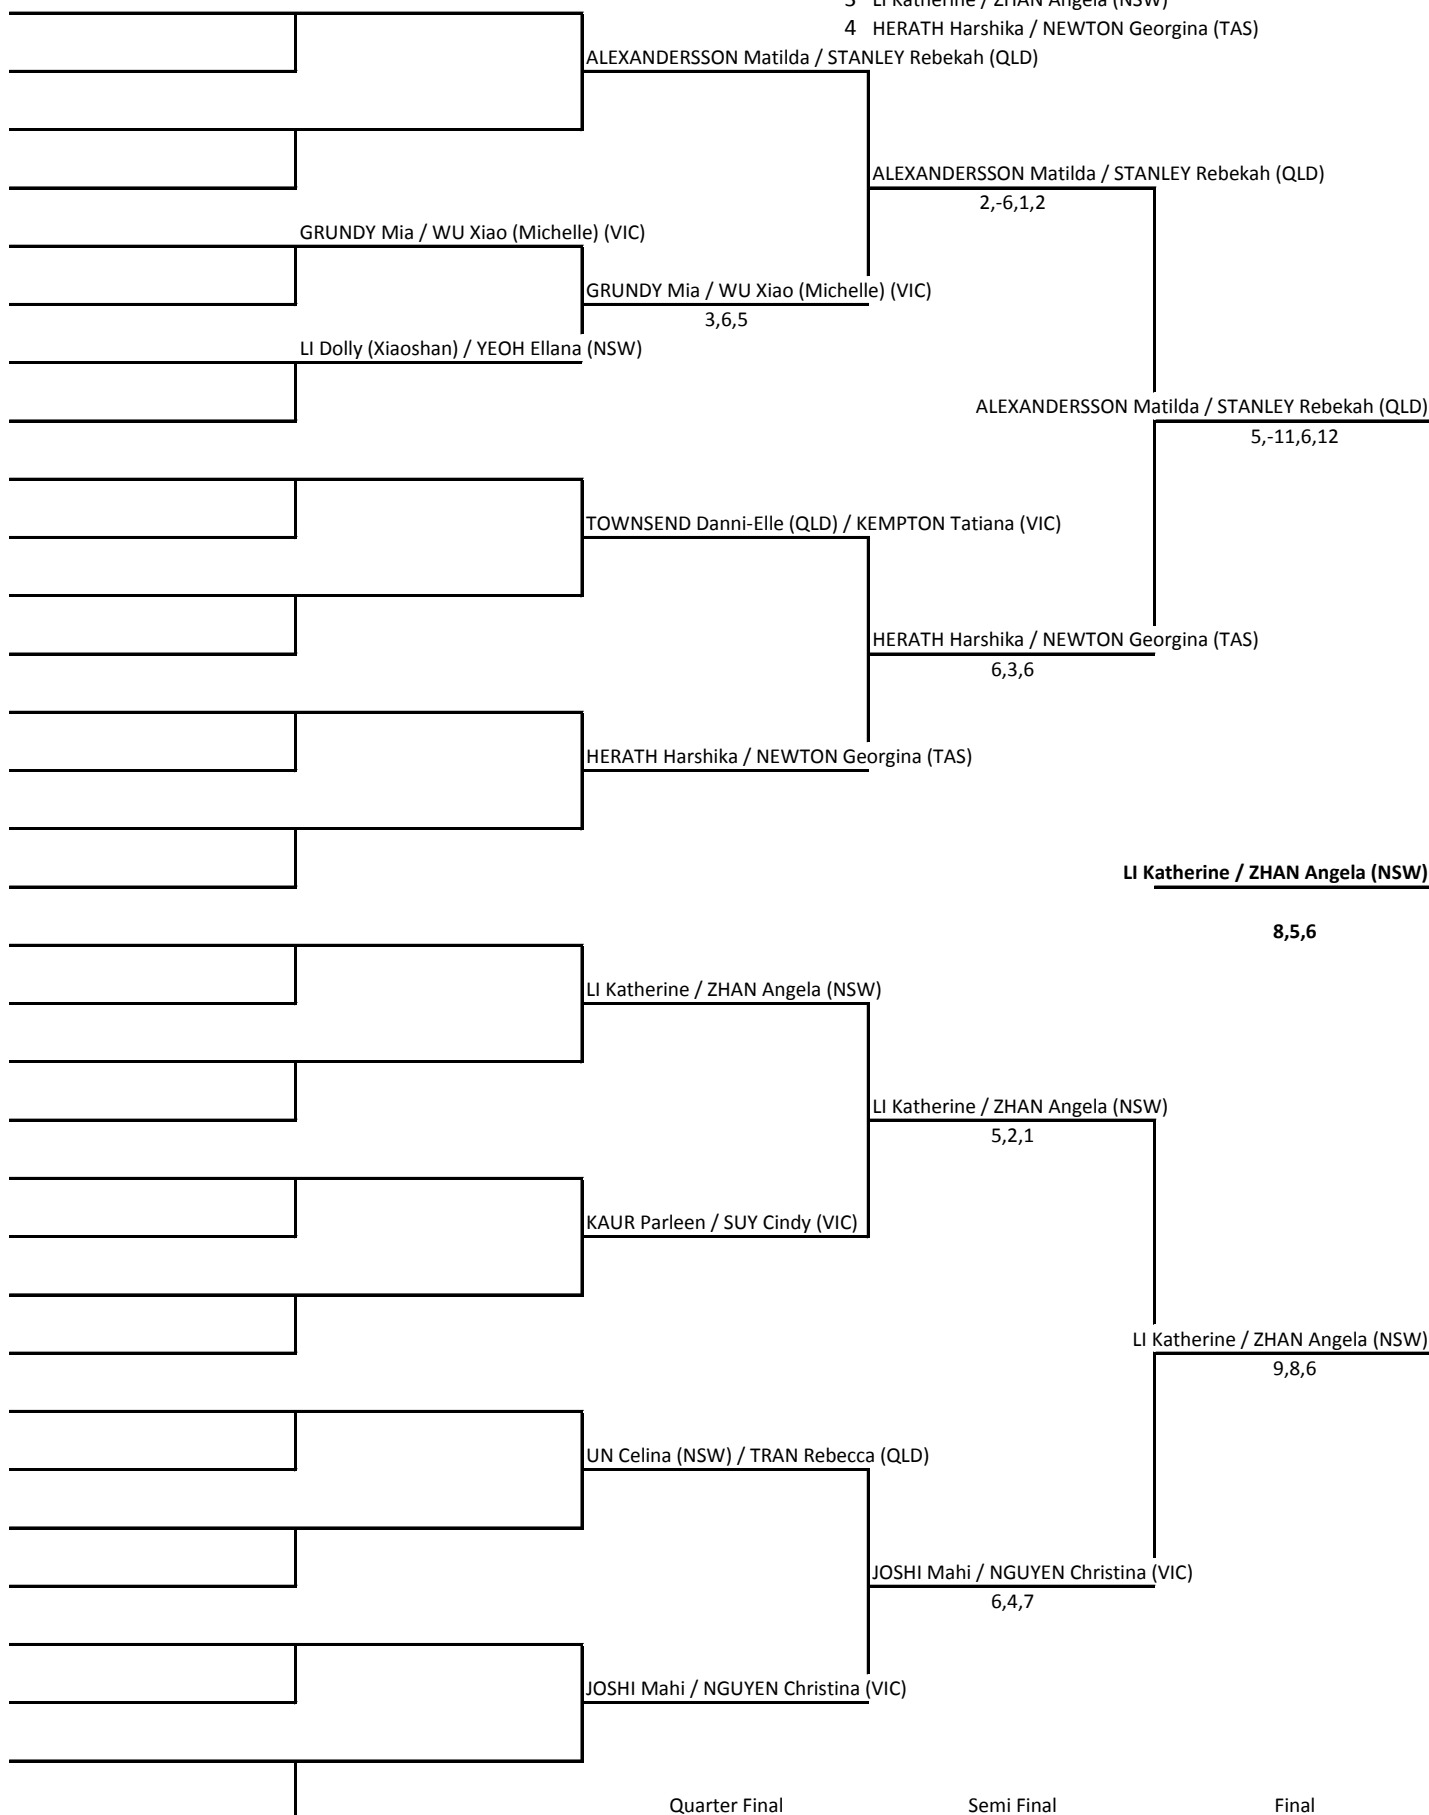 3 LI Katherine / ZHAN Angela (NSW)
4 HERATH Harshika / NEWTON Georgina (TAS)
ALEXANDERSSON Matilda / STANLEY Rebekah (QLD)
ALEXANDERSSON Matilda / STANLEY Rebekah (QLD)
2,-6,1,2
GRUNDY Mia / WU Xiao (Michelle) (VIC)
GRUNDY Mia / WU Xiao (Michelle) (VIC)
3,6,5
LI Dolly (Xiaoshan) / YEOH Ellana (NSW)
ALEXANDERSSON Matilda / STANLEY Rebekah (QLD)
5,-11,6,12
TOWNSEND Danni-Elle (QLD) / KEMPTON Tatiana (VIC)
HERATH Harshika / NEWTON Georgina (TAS)
6,3,6
HERATH Harshika / NEWTON Georgina (TAS)
LI Katherine / ZHAN Angela (NSW)
8,5,6
LI Katherine / ZHAN Angela (NSW)
LI Katherine / ZHAN Angela (NSW)
5,2,1
KAUR Parleen / SUY Cindy (VIC)
LI Katherine / ZHAN Angela (NSW)
9,8,6
UN Celina (NSW) / TRAN Rebecca (QLD)
JOSHI Mahi / NGUYEN Christina (VIC)
6,4,7
JOSHI Mahi / NGUYEN Christina (VIC)
Quarter Final Semi Final Final